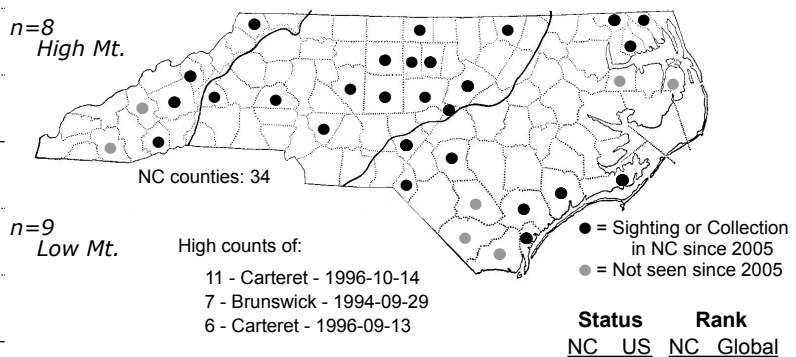 n=8
High Mt.
NC counties: 34
n=9
Low Mt.
High counts of:
11 - Carteret - 1996-10-14
7 - Brunswick - 1994-09-29
6 - Carteret - 1996-09-13
● = Sighting or Collection
in NC since 2005
● = Not seen since 2005
Status Rank
NC US NC Global